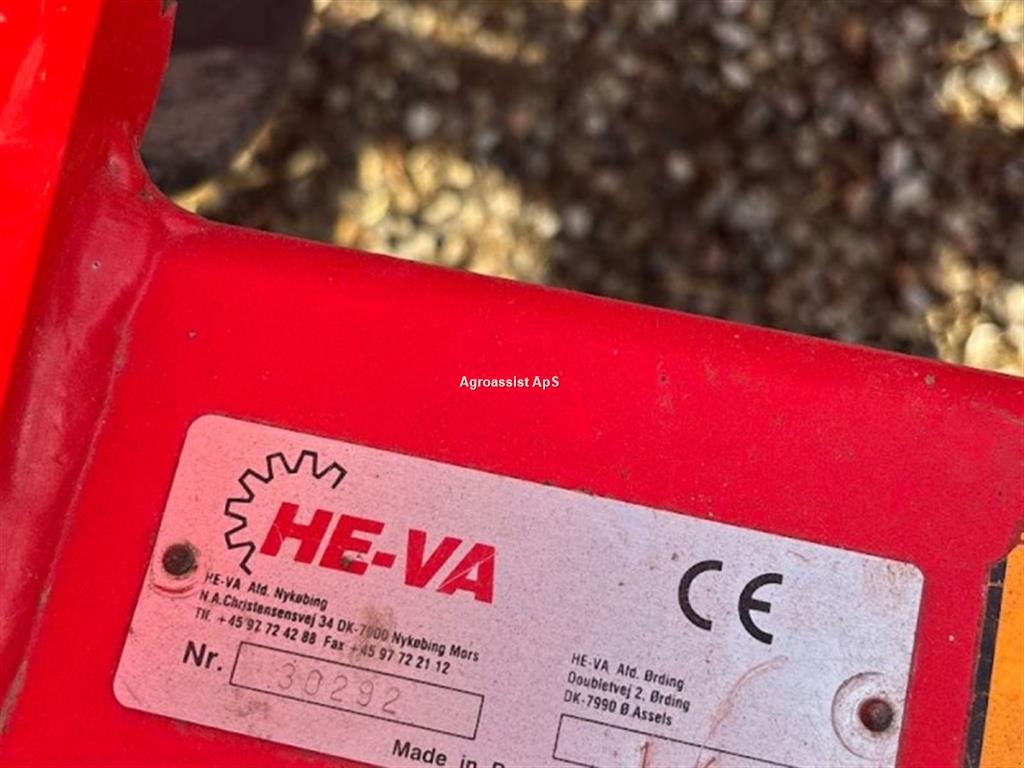 Agroassist ApS
HE-VA
CE
HE-VA Afd. Nykøbing
N.A.Christensensvej 34 DK-7900 Nykøbing Mors
Tlf. +45 97 72 42 88 Fax +45 97 72 21 12
Nr. 30292
HE-VA Afd. Ørding
Doubletvej 2. Ørding
DK-7990 Ø Assels
Made in